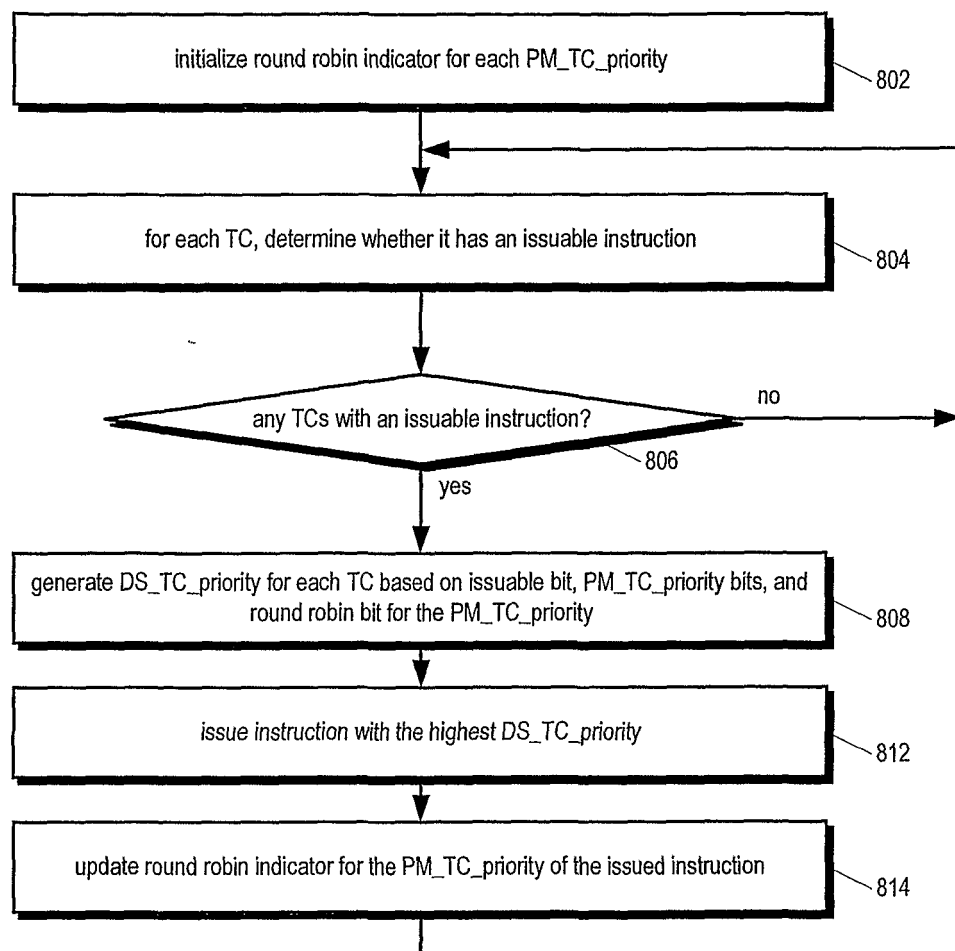 initialize round robin indicator for each PM_TC_priority
802
for each TC, determine whether it has an issuable instruction
804
any TCs with an issuable instruction?
no
806
yes
generate DS_TC_priority for each TC based on issuable bit, PM_TC_priority bits, and
round robin bit for the PM_TC_priority
808
issue instruction with the highest DS_TC_priority
812
update round robin indicator for the PM_TC_priority of the issued instruction
814